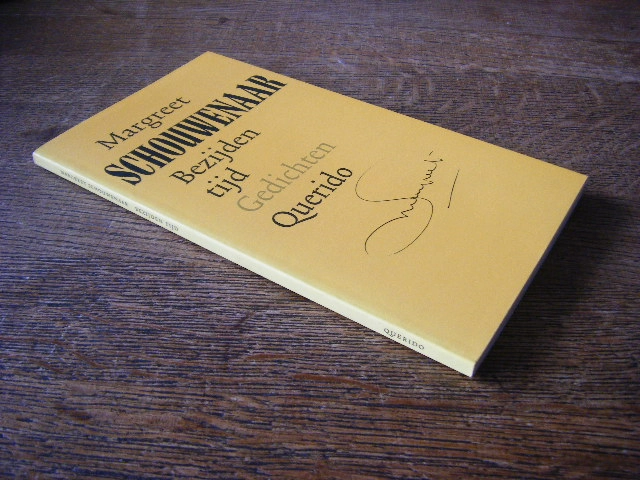 Margreet
SCHOUWENAAR
Bezijden
tijd
Gedichten
Querido
MARGREET SCHOUWENAAR BEZIJDEN TIJD
QUERIDO